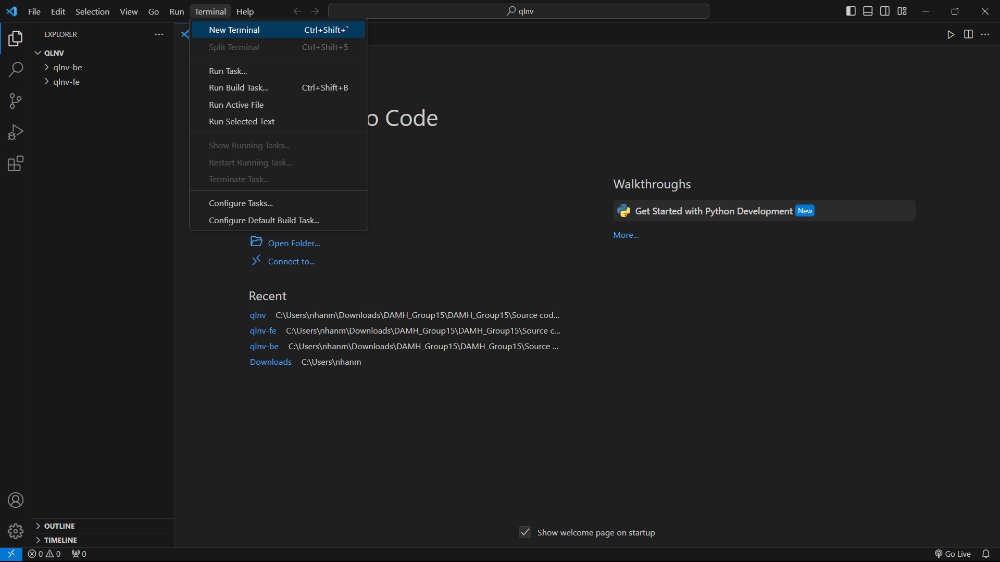 File Edit Selection View Go Run Terminal Help qlnv
EXPLORER
QLNV
qlnv-be
qlnv-fe
OUTLINE
TIMELINE
New Terminal Ctrl+Shift+`
Split Terminal Ctrl+Shift+5
Run Task...
Run Build Task... Ctrl+Shift+B
Run Active File
Run Selected Text
Show Running Tasks...
Restart Running Task...
Terminate Task...
Configure Tasks...
Configure Default Build Task...
o Code
Open Folder...
Connect to...
Recent
qlnv C:\Users\nhanm\Downloads\DAMH_Group15\DAMH_Group15\Source cod...
qlnv-fe C:\Users\nhanm\Downloads\DAMH_Group15\DAMH_Group15\Source c...
qlnv-be C:\Users\nhanm\Downloads\DAMH_Group15\DAMH_Group15\Source ...
Downloads C:\Users\nhanm
Walkthroughs
Get Started with Python Development New
More...
Show welcome page on startup
0 0 0 Go Live